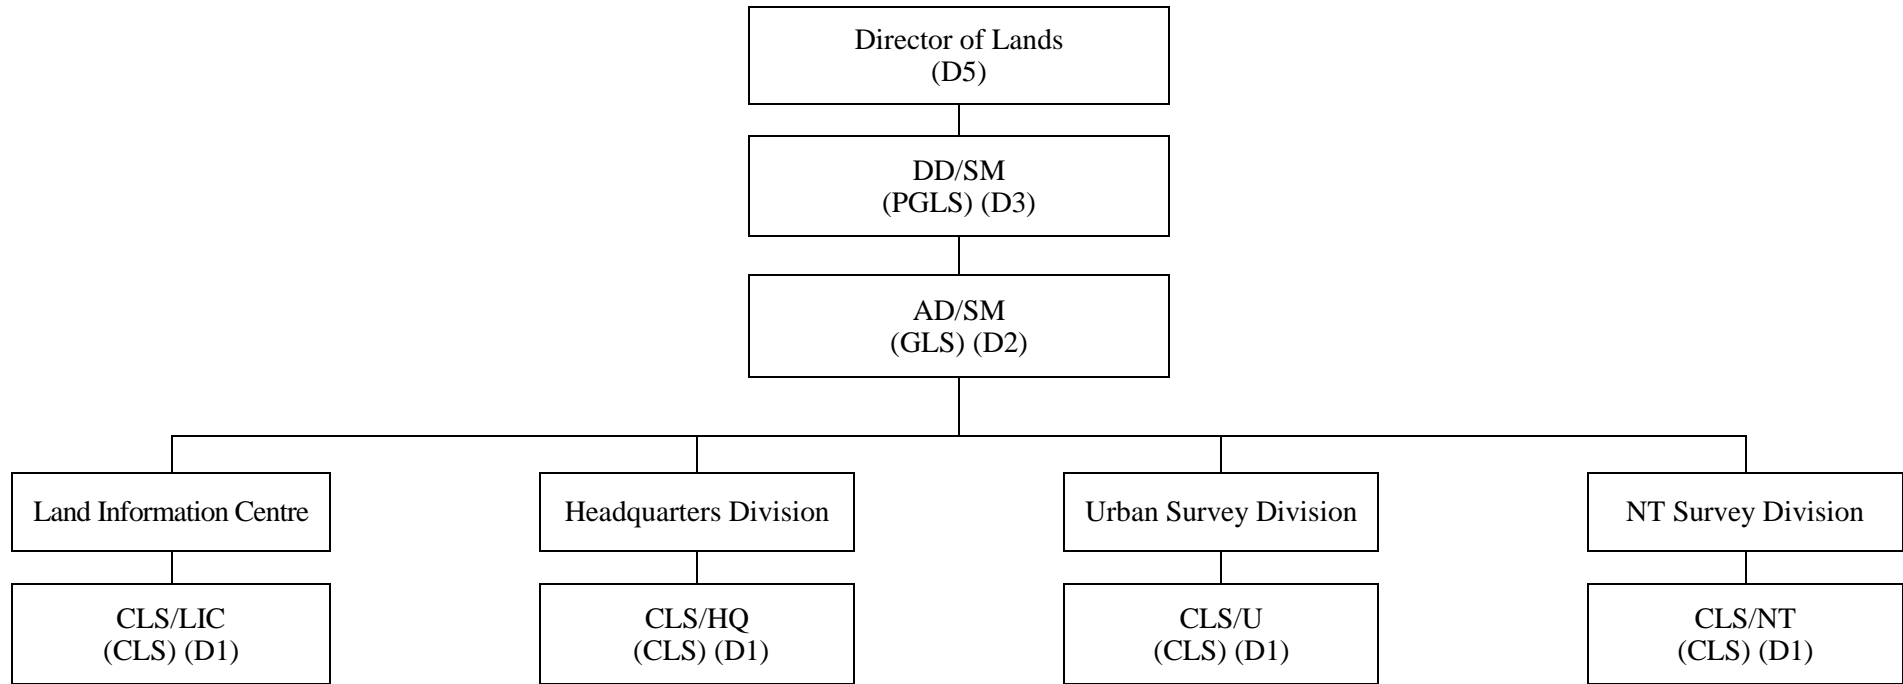 Director of Lands
(D5)
DD/SM
(PGLS) (D3)
AD/SM
(GLS) (D2)
Land Information Centre
Headquarters Division
Urban Survey Division
NT Survey Division
CLS/LIC
(CLS) (D1)
CLS/HQ
(CLS) (D1)
CLS/U
(CLS) (D1)
CLS/NT
(CLS) (D1)